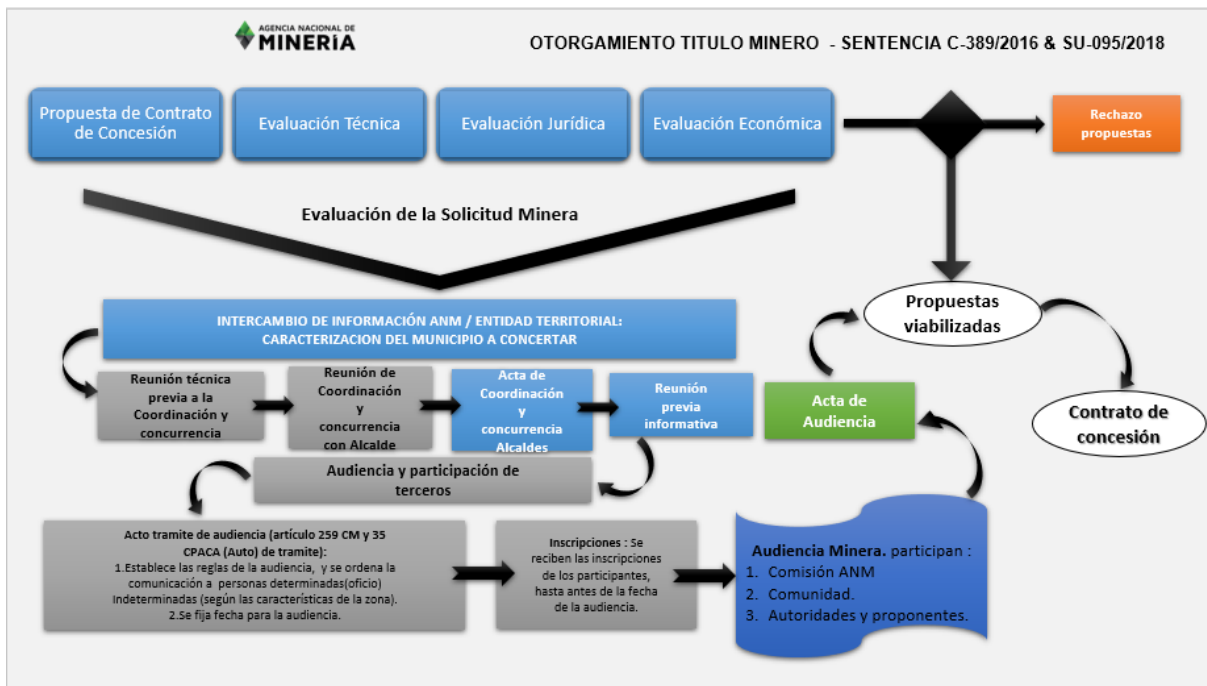 AGENCIA NACIONAL DE
MINERÍA
OTORGAMIENTO TITULO MINERO - SENTENCIA C-389/2016 & SU-095/2018
Propuesta de Contrato
de Concesión
Evaluación Técnica
Evaluación Jurídica
Evaluación Económica
Rechazo
propuestas
Evaluación de la Solicitud Minera
Propuestas
viabilizadas
INTERCAMBIO DE INFORMACIÓN ANM / ENTIDAD TERRITORIAL:
CARACTERIZACION DEL MUNICIPIO A CONCERTAR
Reunión técnica
previa a la
Coordinación y
concurrencia
Reunión de
Coordinación
y
concurrencia
con Alcalde
Acta de
Coordinación
y
concurrencia
Alcaldes
Reunión
previa
informativa
Acta de
Audiencia
Contrato de
concesión
Audiencia y participación de
terceros
Acto tramite de audiencia (artículo 259 CM y 35
CPACA (Auto) de tramite):
1.Establece las reglas de la audiencia, y se ordena la
comunicación a personas determinadas(oficio)
Indeterminadas (según las características de la zona).
2.Se fija fecha para la audiencia.
Inscripciones : Se
reciben las inscripciones
de los participantes,
hasta antes de la fecha
de la audiencia.
Audiencia Minera. participan :
1. Comisión ANM
2. Comunidad.
3. Autoridades y proponentes.